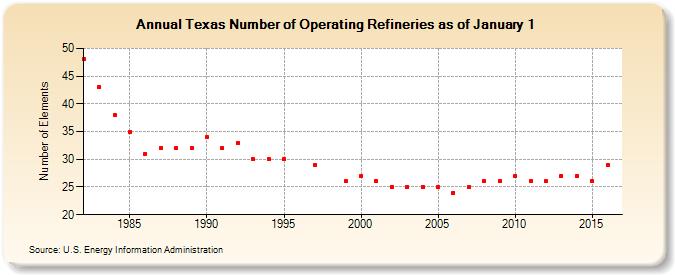 Annual Texas Number of Operating Refineries as of January 1
Number of Elements
50
45
40
35
30
25
20
1985 1990 1995 2000 2005 2010 2015
Source: U.S. Energy Information Administration